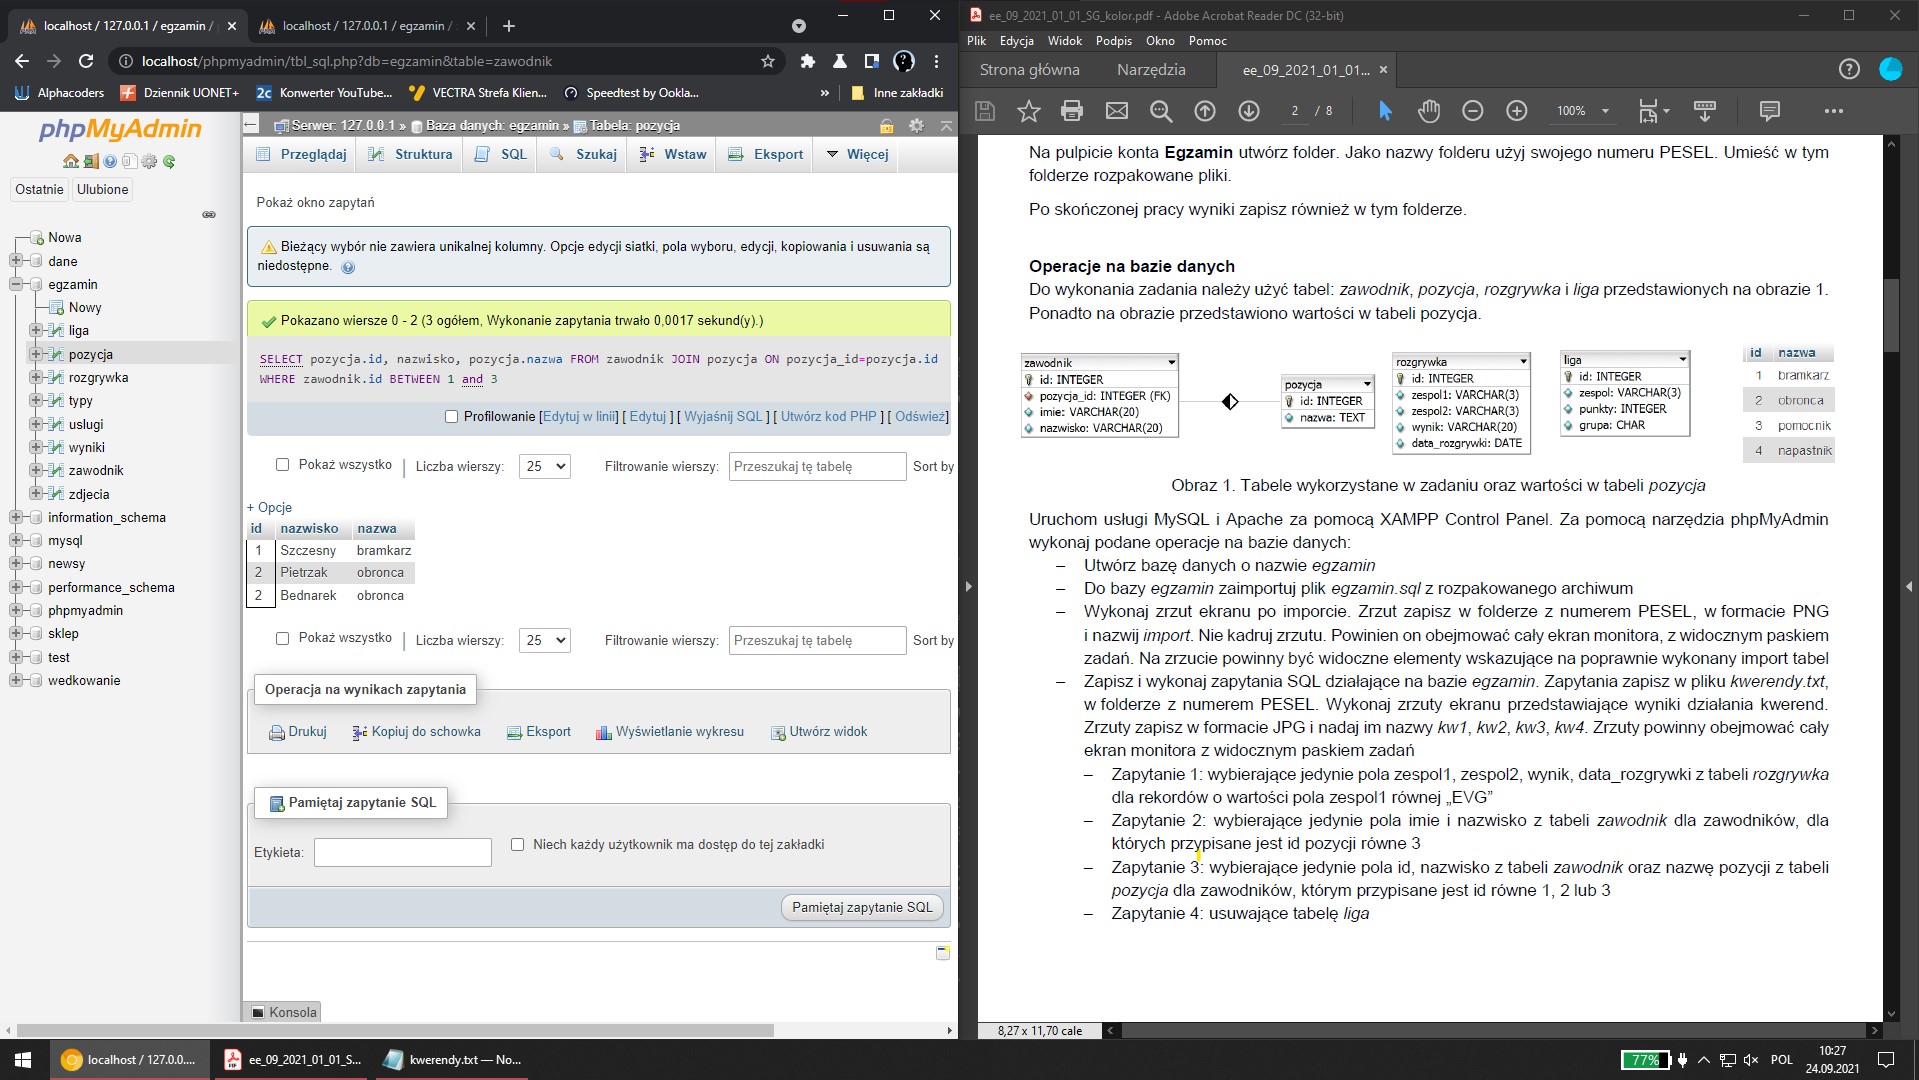 localhost / 127.0.0.1 / egzamin /
localhost / 127.0.0.1 / egzamin /
localhost/phpmyadmin/tbl_sql.php?db=egzamin&table=zawodnik
Alphacoders
Dziennik UONET+
2c Konwerter YouTube...
VECTRA Strefa Klien...
Speedtest by Ookla...
»
Inne zakładki
phpMyAdmin
Ostatnie
Ulubione
Nowa
dane
egzamin
Nowy
liga
pozycja
rozgrywka
typy
uslugi
wyniki
zawodnik
zdjecia
information_schema
mysql
newsy
performance_schema
phpmyadmin
sklep
test
wedkowanie
Serwer: 127.0.0.1 » Baza danych: egzamin » Tabela: pozycja
Przeglądaj
Struktura
SQL
Szukaj
Wstaw
Eksport
Więcej
Pokaż okno zapytań
Bieżący wybór nie zawiera unikalnej kolumny. Opcje edycji siatki, pola wyboru, edycji, kopiowania i usuwania są
niedostępne.
Pokazano wiersze 0 - 2 (3 ogółem, Wykonanie zapytania trwało 0,0017 sekund(y).)
SELECT pozycja.id, nazwisko, pozycja.nazwa FROM zawodnik JOIN pozycja ON pozycja_id=pozycja.id
WHERE zawodnik.id BETWEEN 1 and 3
Profilowanie [Edytuj w linii] [ Edytuj ] [ Wyjaśnij SQL ] [ Utwórz kod PHP ] [ Odśwież]
Pokaż wszystko | Liczba wierszy: 25 Filtrowanie wierszy: Przeszukaj tę tabelę Sort by
+ Opcje
id nazwisko nazwa
1 Szczesny bramkarz
2 Pietrzak obronca
2 Bednarek obronca
Pokaż wszystko | Liczba wierszy: 25 Filtrowanie wierszy: Przeszukaj tę tabelę Sort by
Operacja na wynikach zapytania
Drukuj
Kopiuj do schowka
Eksport
Wyświetlanie wykresu
Utwórz widok
Pamiętaj zapytanie SQL
Etykieta:
Niech każdy użytkownik ma dostęp do tej zakładki
Pamiętaj zapytanie SQL
Konsola
ee_09_2021_01_01_SG_kolor.pdf - Adobe Acrobat Reader DC (32-bit)
Plik Edycja Widok Podpis Okno Pomoc
Strona główna
Narzędzia
ee_09_2021_01_01...
2 / 8
100%
Na pulpicie konta Egzamin utwórz folder. Jako nazwy folderu użyj swojego numeru PESEL. Umieść w tym
folderze rozpakowane pliki.
Po skończonej pracy wyniki zapisz również w tym folderze.
Operacje na bazie danych
Do wykonania zadania należy użyć tabel: zawodnik, pozycja, rozgrywka i liga przedstawionych na obrazie 1.
Ponadto na obrazie przedstawiono wartości w tabeli pozycja.
zawodnik
id: INTEGER
pozycja_id: INTEGER (FK)
imie: VARCHAR(20)
nazwisko: VARCHAR(20)
pozycja
id: INTEGER
nazwa: TEXT
rozgrywka
id: INTEGER
zespol1: VARCHAR(3)
zespol2: VARCHAR(3)
wynik: VARCHAR(20)
data_rozgrywki: DATE
liga
id: INTEGER
zespol: VARCHAR(3)
punkty: INTEGER
grupa: CHAR
id nazwa
1 bramkarz
2 obronca
3 pomocnik
4 napastnik
Obraz 1. Tabele wykorzystane w zadaniu oraz wartości w tabeli pozycja
Uruchom usługi MySQL i Apache za pomocą XAMPP Control Panel. Za pomocą narzędzia phpMyAdmin
wykonaj podane operacje na bazie danych:
– Utwórz bazę danych o nazwie egzamin
– Do bazy egzamin zaimportuj plik egzamin.sql z rozpakowanego archiwum
– Wykonaj zrzut ekranu po imporcie. Zrzut zapisz w folderze z numerem PESEL, w formacie PNG
i nazwij import. Nie kadruj zrzutu. Powinien on obejmować cały ekran monitora, z widocznym paskiem
zadań. Na zrzucie powinny być widoczne elementy wskazujące na poprawnie wykonany import tabel
– Zapisz i wykonaj zapytania SQL działające na bazie egzamin. Zapytania zapisz w pliku kwerendy.txt,
w folderze z numerem PESEL. Wykonaj zrzuty ekranu przedstawiające wyniki działania kwerend.
Zrzuty zapisz w formacie JPG i nadaj im nazwy kw1, kw2, kw3, kw4. Zrzuty powinny obejmować cały
ekran monitora z widocznym paskiem zadań
– Zapytanie 1: wybierające jedynie pola zespol1, zespol2, wynik, data_rozgrywki z tabeli rozgrywka
dla rekordów o wartości pola zespol1 równej „EVG”
– Zapytanie 2: wybierające jedynie pola imie i nazwisko z tabeli zawodnik dla zawodników, dla
których przypisane jest id pozycji równe 3
– Zapytanie 3: wybierające jedynie pola id, nazwisko z tabeli zawodnik oraz nazwę pozycji z tabeli
pozycja dla zawodników, którym przypisane jest id równe 1, 2 lub 3
– Zapytanie 4: usuwające tabelę liga
8,27 x 11,70 cale
localhost / 127.0.0....
ee_09_2021_01_01_S...
kwerendy.txt — No...
77%
POL
10:27
24.09.2021